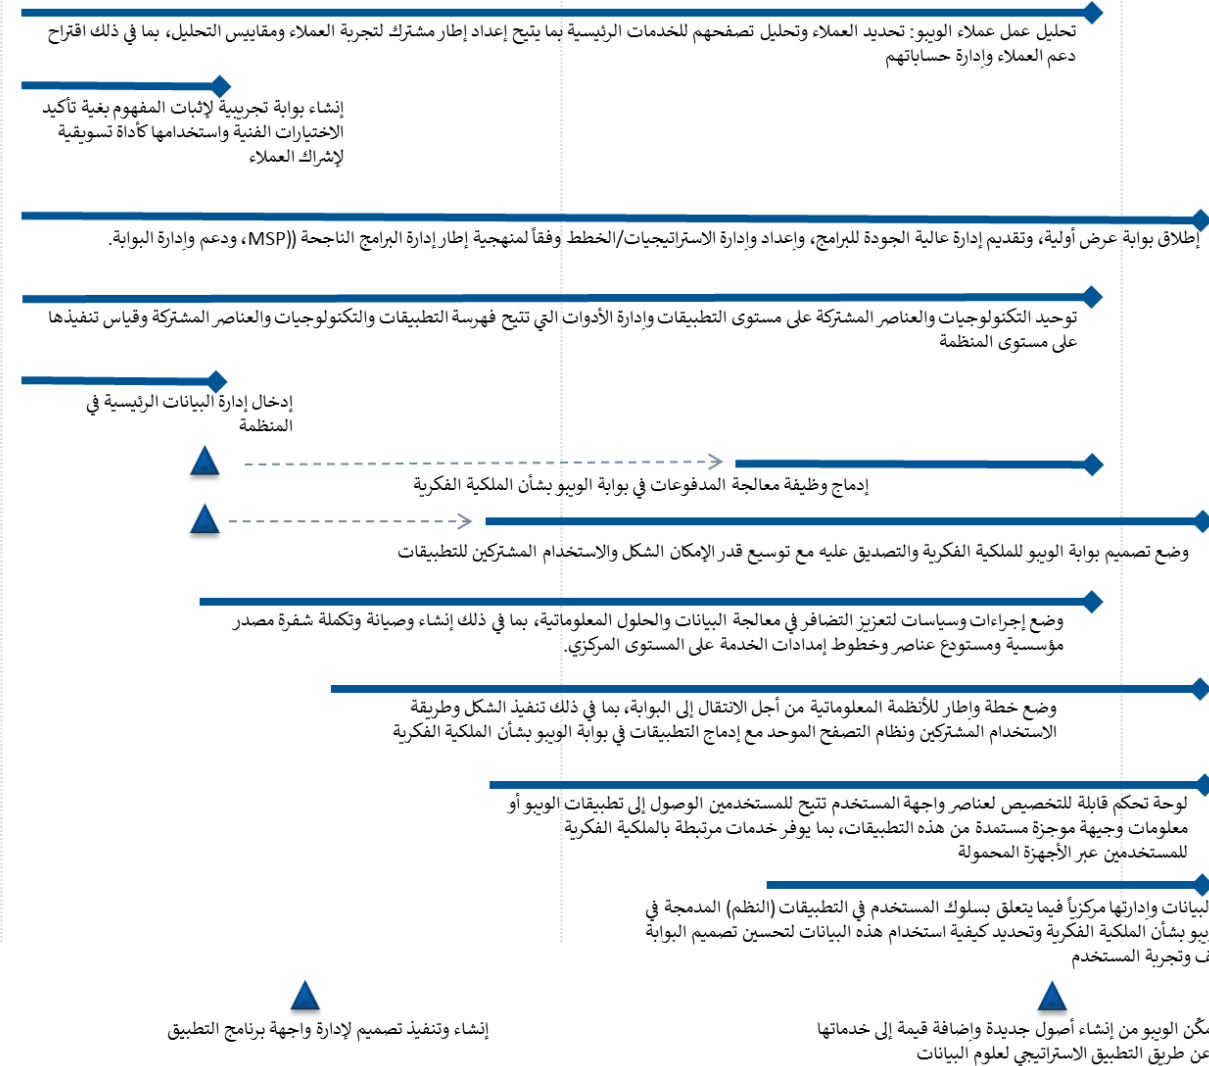 تحليل عمل عملاء الويبو: تحديد العملاء وتحليل تصفحهم للخدمات الرئيسية بما يتيح إعداد إطار مشترك لتجربة العملاء ومقاييس التحليل، بما في ذلك اقتراح
دعم العملاء وإدارة حساباتهم
إنشاء بوابة تجريبية لإثبات المفهوم بغية تأكيد
الاختيارات الفنية واستخدامها كأداة تسويقية
لإشراك العملاء
إطلاق بوابة عرض أولية، وتقديم إدارة عالية الجودة للبرامج، وإعداد وإدارة الاستراتيجيات/الخطط وفقاً لمنهجية إطار إدارة البرامج الناجحة ((MSP، ودعم وإدارة البوابة.
توحيد التكنولوجيات والعناصر المشتركة على مستوى التطبيقات وإدارة الأدوات التي تتيح فهرسة التطبيقات والتكنولوجيات والعناصر المشتركة وقياس تنفيذها
على مستوى المنظمة
إدخال إدارة البيانات الرئيسية في
المنظمة
إدماج وظيفة معالجة المدفوعات في بوابة الويبو بشأن الملكية الفكرية
وضع تصميم بوابة الويبو للملكية الفكرية والتصديق عليه مع توسيع قدر الإمكان الشكل والاستخدام المشتركين للتطبيقات
وضع إجراءات وسياسات لتعزيز التضافر في معالجة البيانات والحلول المعلوماتية، بما في ذلك إنشاء وصيانة وتكملة شفرة مصدر
مؤسسية ومستودع عناصر وخطوط إمدادات الخدمة على المستوى المركزي.
وضع خطة وإطار للأنظمة المعلوماتية من أجل الانتقال إلى البوابة، بما في ذلك تنفيذ الشكل وطريقة
الاستخدام المشتركين ونظام التصفح الموحد مع إدماج التطبيقات في بوابة الويبو بشأن الملكية الفكرية
لوحة تحكم قابلة للتخصيص لعناصر واجهة المستخدم تتيح للمستخدمين الوصول إلى تطبيقات الويبو أو
معلومات وجيهة موجزة مستمدة من هذه التطبيقات، بما يوفر خدمات مرتبطة بالملكية الفكرية
للمستخدمين عبر الأجهزة المحمولة
البيانات وإدارتها مركزياً فيما يتعلق بسلوك المستخدم في التطبيقات (النظم) المدمجة في
بشأن الملكية الفكرية وتحديد كيفية استخدام هذه البيانات لتحسين تصميم البوابة
وتجربة المستخدم
الويبو من إنشاء أصول جديدة وإضافة قيمة إلى خدماتها
عن طريق التطبيق الاستراتيجي لعلوم البيانات
إنشاء وتنفيذ تصميم لإدارة واجهة برنامج التطبيق